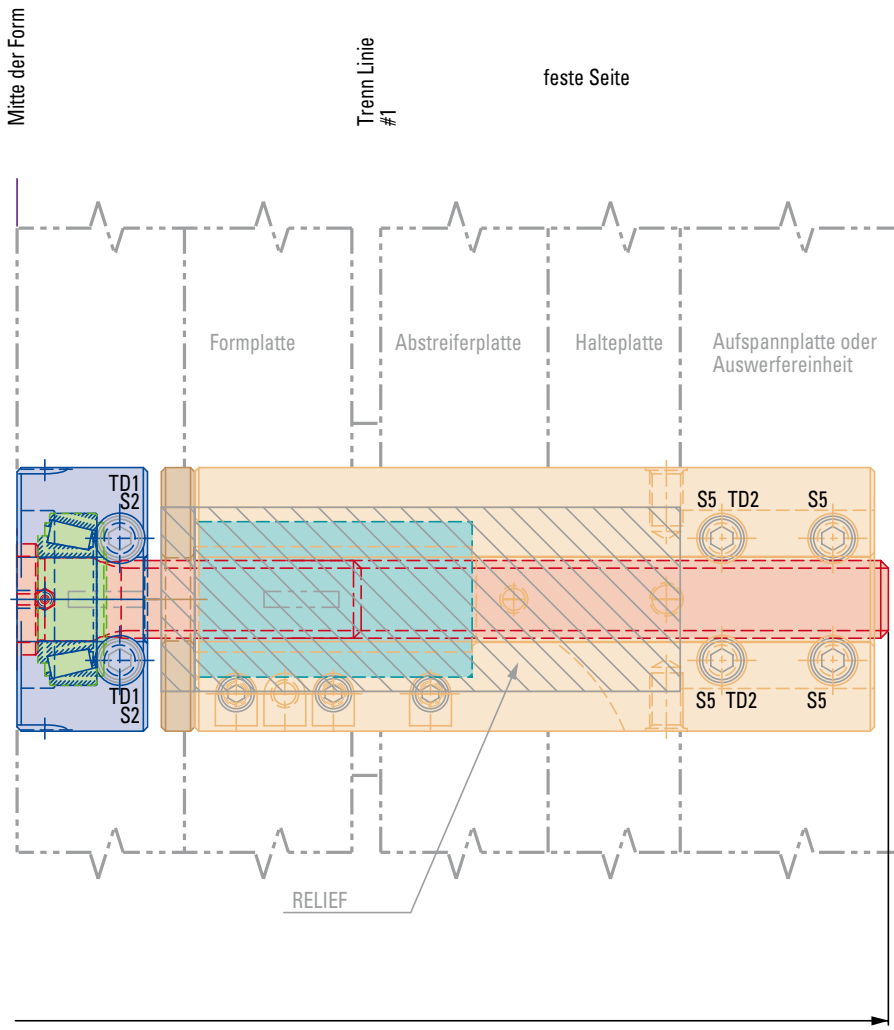 Mitte der Form
Trenn Linie
#1
feste Seite
Formplatte
Abstreiferplatte
Halteplatte
Aufspannplatte oder
Auswerfereinheit
TD1
S2
S5 TD2
S5
TD1
S2
S5 TD2
S5
RELIEF